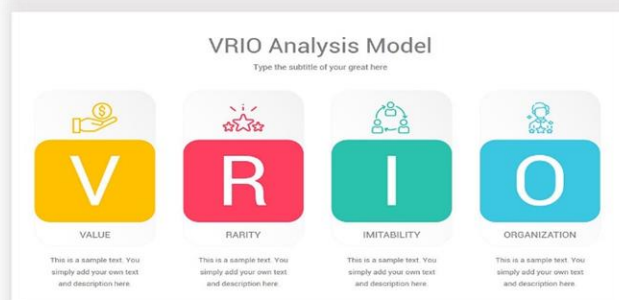 VRIO Analysis Model
Type the subtitle of your great here
V R I O
VALUE RARITY IMITABILITY ORGANIZATION
This is a sample text. You This is a sample text. You This is a sample text. You This is a sample text. You
simply add your own text simply add your own text simply add your own text simply add your own text
and description here and description here and description here and description here